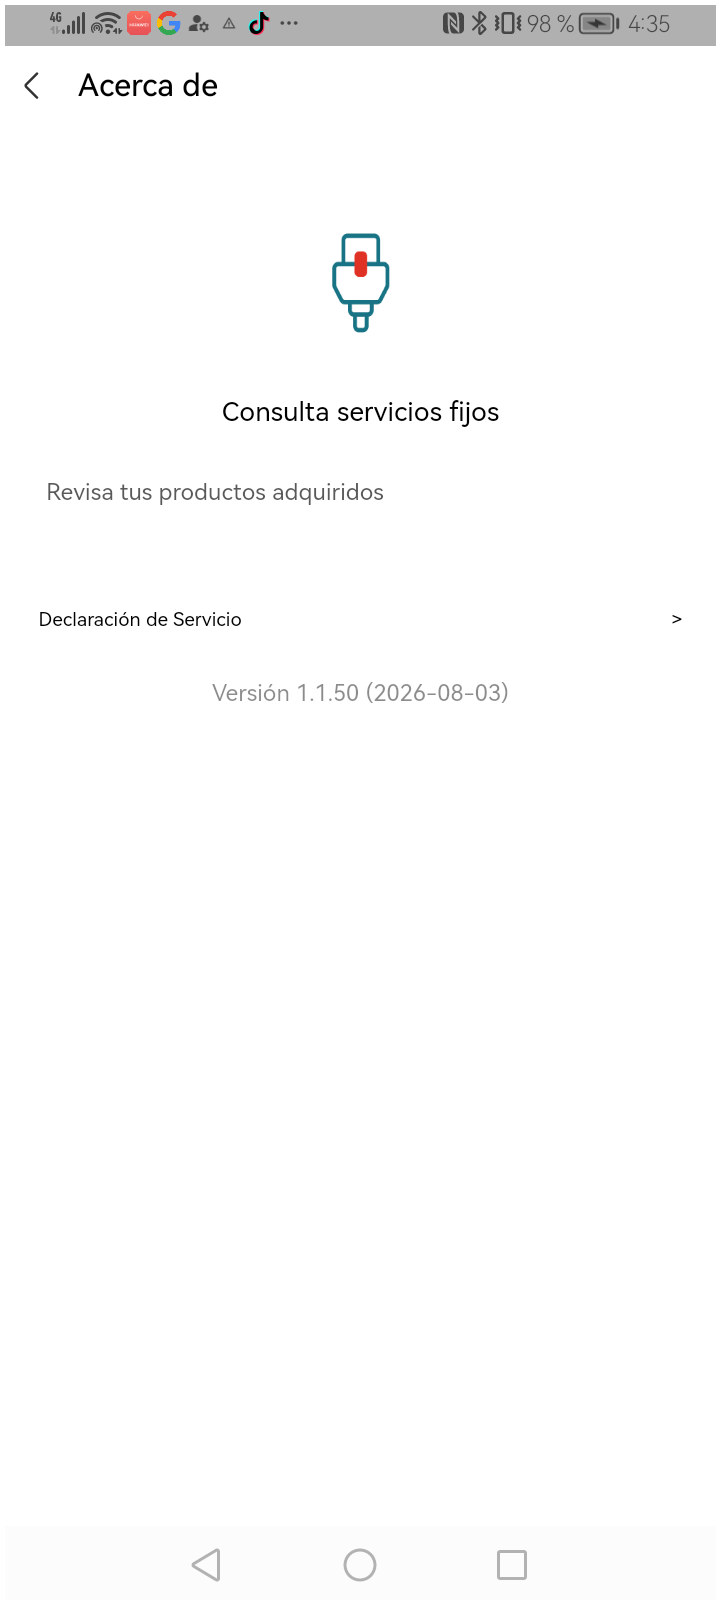 4G 98 % 4:35
Acerca de
Consulta servicios fijos
Revisa tus productos adquiridos
Declaración de Servicio >
Versión 1.1.50 (2026-08-03)